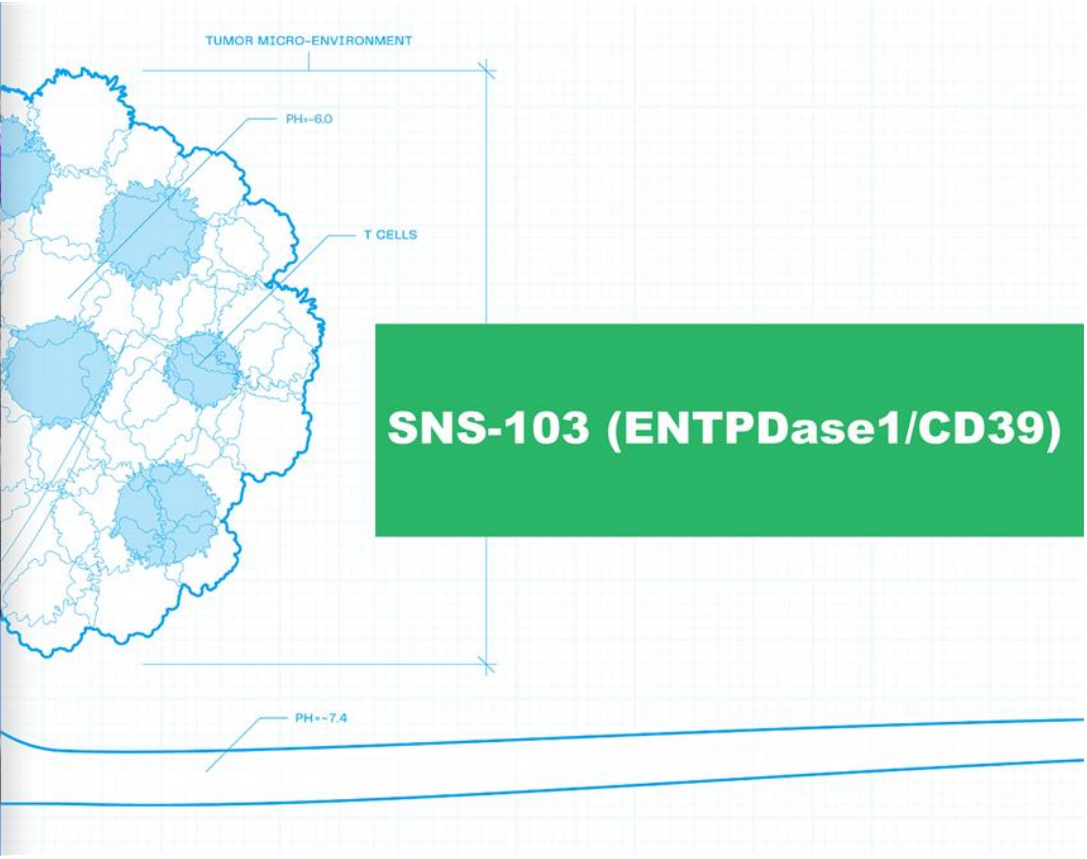 TUMOR MICRO-ENVIRONMENT
PH=~6.0
T CELLS
SNS-103 (ENTPDase1/CD39)
PH=~7.4